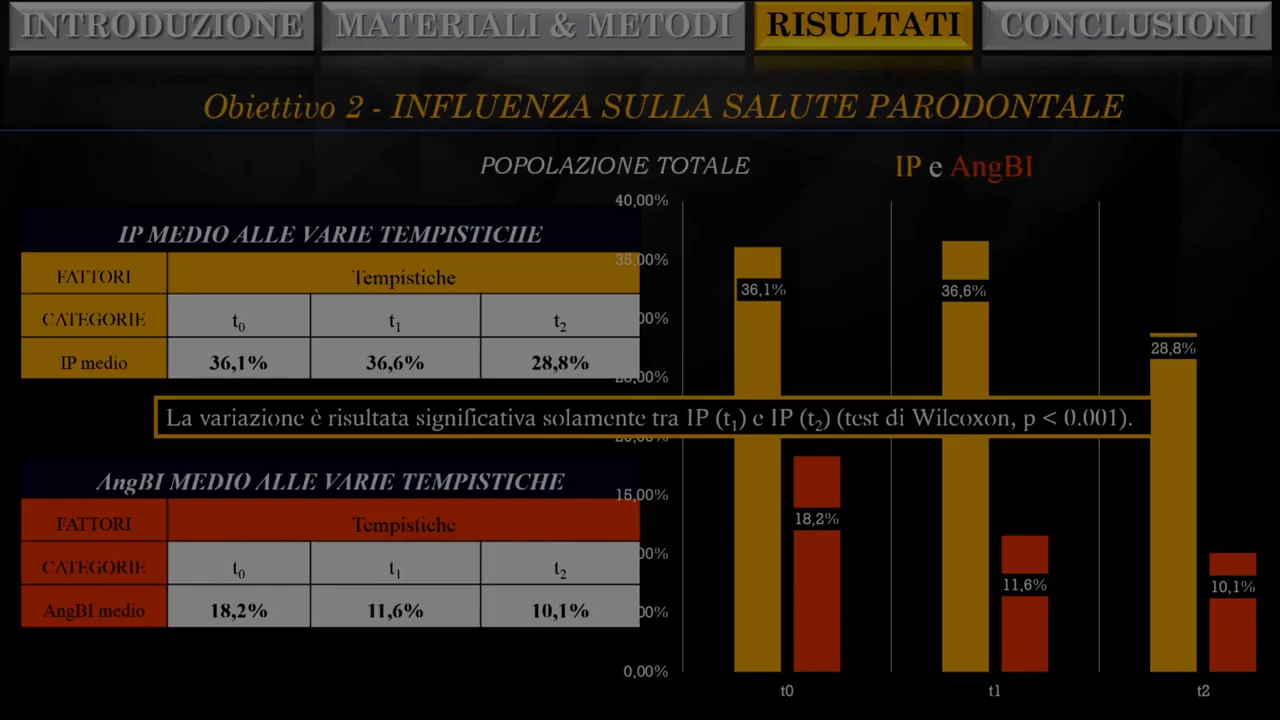 INTRODUZIONE MATERIALI & METODI RISULTATI CONCLUSIONI
Obiettivo 2 - INFLUENZA SULLA SALUTE PARODONTALE
POPOLAZIONE TOTALE
IP e AngBI
IP MEDIO ALLE VARIE TEMPISTICHE
FATTORI Tempistiche
CATEGORIE t0 t1 t2
IP medio 36,1% 36,6% 28,8%
La variazione è risultata significativa solamente tra IP (t1) e IP (t2) (test di Wilcoxon, p < 0.001).
AngBI MEDIO ALLE VARIE TEMPISTICHE
FATTORI Tempistiche
CATEGORIE t0 t1 t2
AngBI medio 18,2% 11,6% 10,1%
40,00%
35,00%
15,00%
0,00%
36,1% 36,6% 28,8%
18,2% 11,6% 10,1%
t0 t1 t2